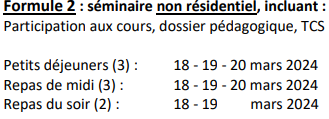 Formule 2 : séminaire non résidentiel, incluant :
Participation aux cours, dossier pédagogique, TCS
Petits déjeuners (3) : 18 - 19 - 20 mars 2024
Repas de midi (3) : 18 - 19 - 20 mars 2024
Repas du soir (2) : 18 - 19 mars 2024